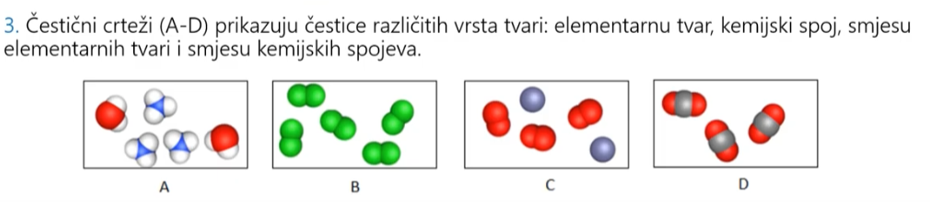 3. Čestični crteži (A-D) prikazuju čestice različitih vrsta tvari: elementarnu tvar, kemijski spoj, smjesu
elementarnih tvari i smjesu kemijskih spojeva.
A B C D